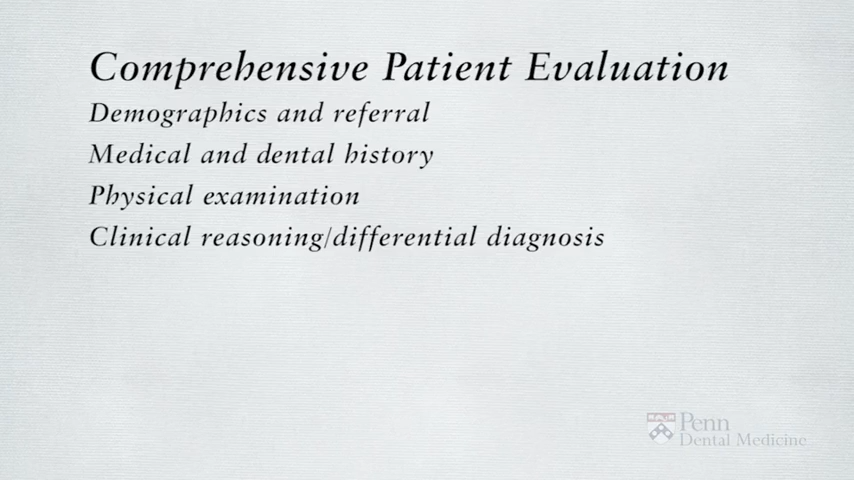 Comprehensive Patient Evaluation
Demographics and referral
Medical and dental history
Physical examination
Clinical reasoning/differential diagnosis
Penn
Dental Medicine